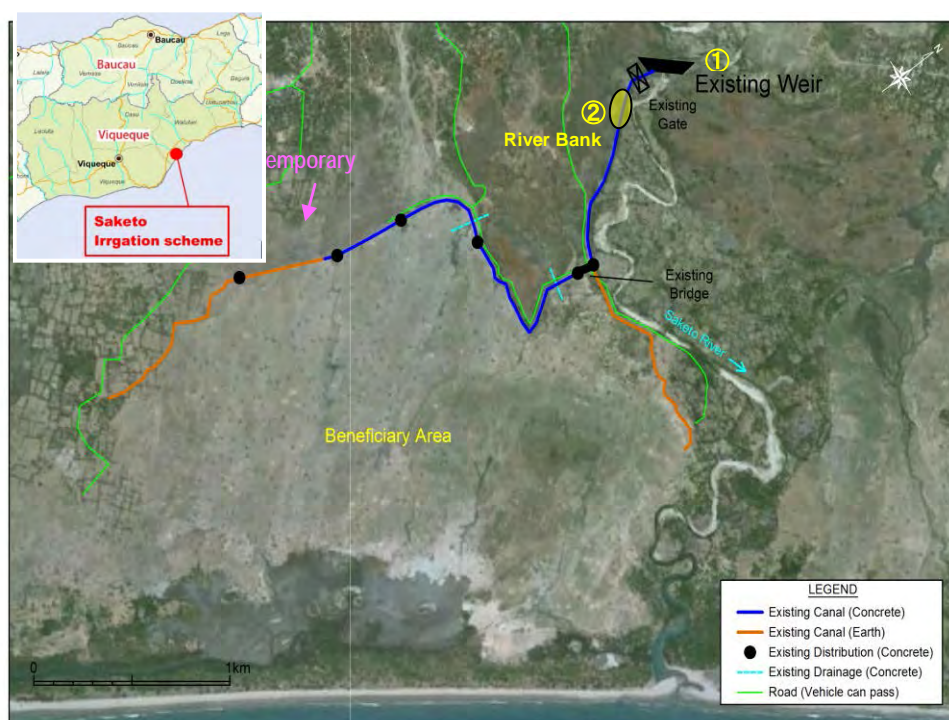 Baucau
Baucau
Viqueque
Viqueque
Saketo
Irrgation scheme
emporary
①
Existing Weir
②
Existing
Gate
River Bank
Existing
Bridge
Saketo River
Beneficiary Area
0
1km
LEGEND
Existing Canal (Concrete)
Existing Canal (Earth)
Existing Distribution (Concrete)
Existing Drainage (Concrete)
Road (Vehicle can pass)